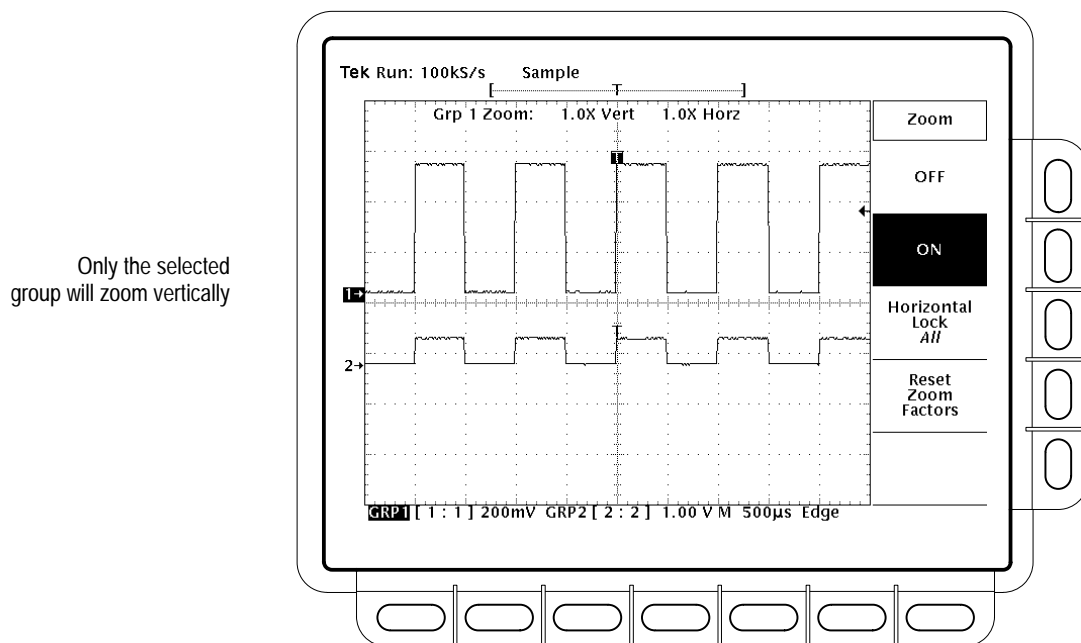 Tek Run: 100kS/s Sample
[ T ]
Grp 1 Zoom: 1.0X Vert 1.0X Horz
Zoom
T
OFF
Only the selected
group will zoom vertically
ON
1→
Horizontal
Lock
All
T
2→
Reset
Zoom
Factors
GRP1 [ 1 : 1 ] 200mV GRP2 [ 2 : 2 ] 1.00 V M 500µs Edge